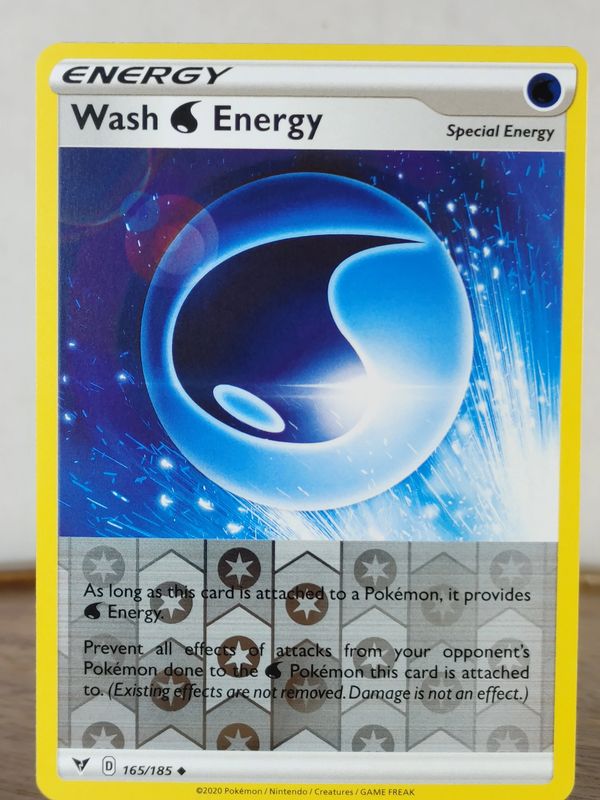 ENERGY
Wash Energy
Special Energy
As long as this card is attached to a Pokémon, it provides
Energy.
Prevent all effects of attacks from your opponent's
Pokémon done to the Pokémon this card is attached
to. (Existing effects are not removed. Damage is not an effect.)
D 165/185
©2020 Pokémon / Nintendo / Creatures / GAME FREAK